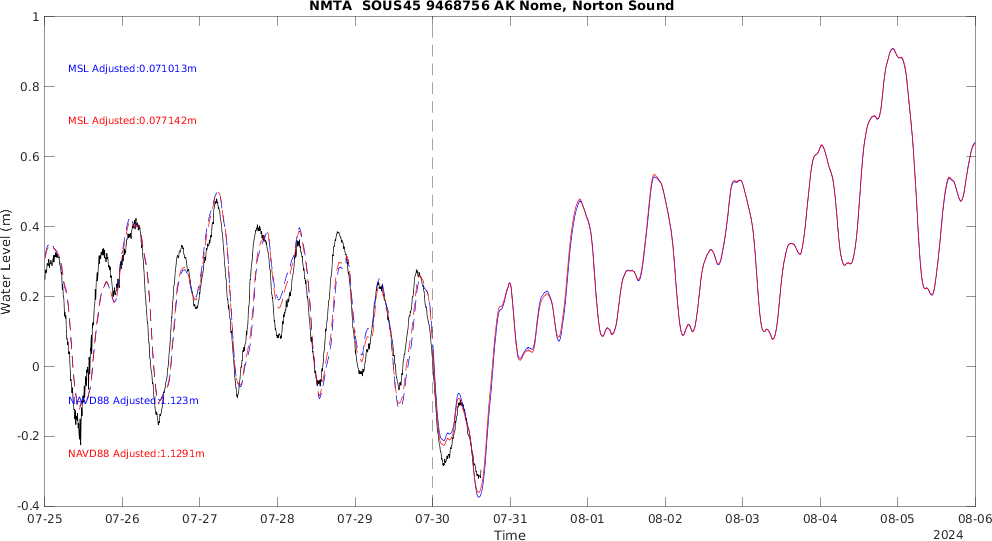 NMTA  SOUS45 9468756 AK Nome, Norton Sound
1
0.8
0.6
0.4
0.2
0
-0.2
-0.4
Water Level (m)
MSL Adjusted:0.071013m
MSL Adjusted:0.077142m
NAVD88 Adjusted:1.123m
NAVD88 Adjusted:1.1291m
07-25 07-26 07-27 07-28 07-29 07-30 07-31 08-01 08-02 08-03 08-04 08-05 08-06
Time
2024